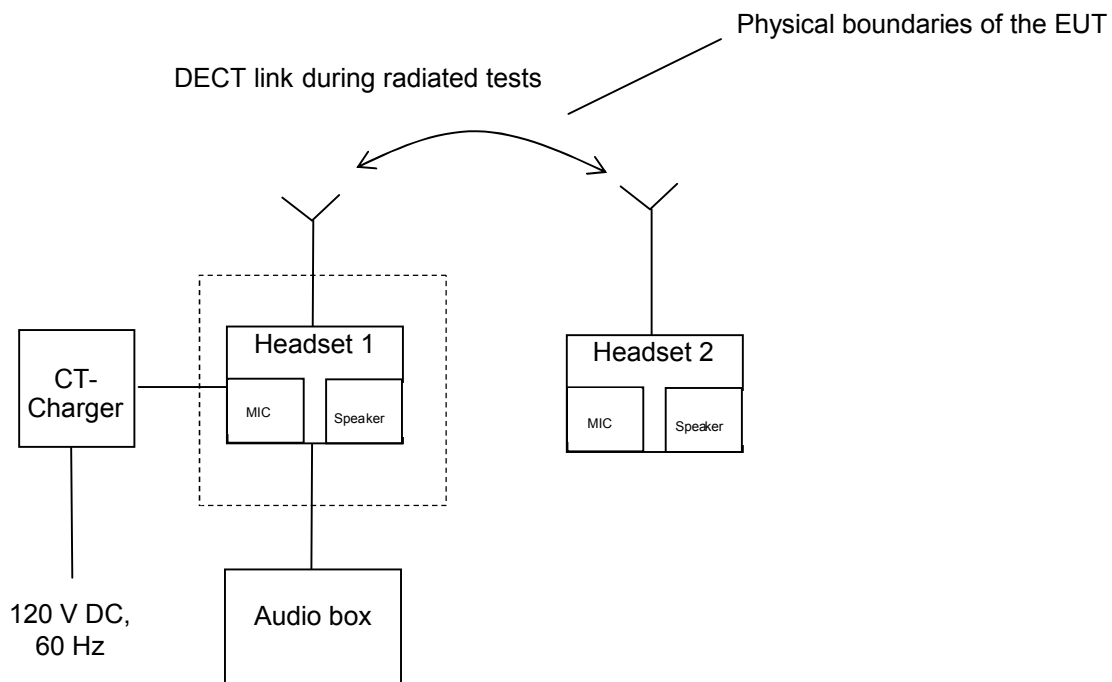 Physical boundaries of the EUT
DECT link during radiated tests
Headset 1
MIC
Speaker
Headset 2
MIC
Speaker
CT-
Charger
120 V DC,
60 Hz
Audio box